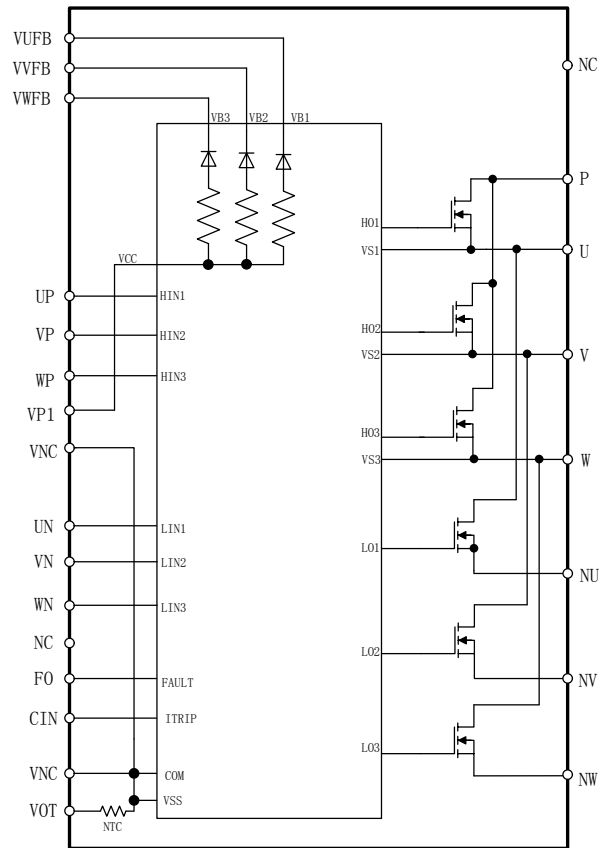 VUFB
VVFB
NC
VWFB
VB3 VB2 VB1
P
HO1
VS1 U
VCC
UP HIN1
HO2
VP HIN2
VS2 V
WP HIN3
VP1
HO3
VNC
VS3 W
UN LIN1
LO1
VN LIN2
NU
WN LIN3
NC
LO2
FO FAULT NV
CIN ITRIP
LO3
VNC COM NW
VSS
VOT
NTC